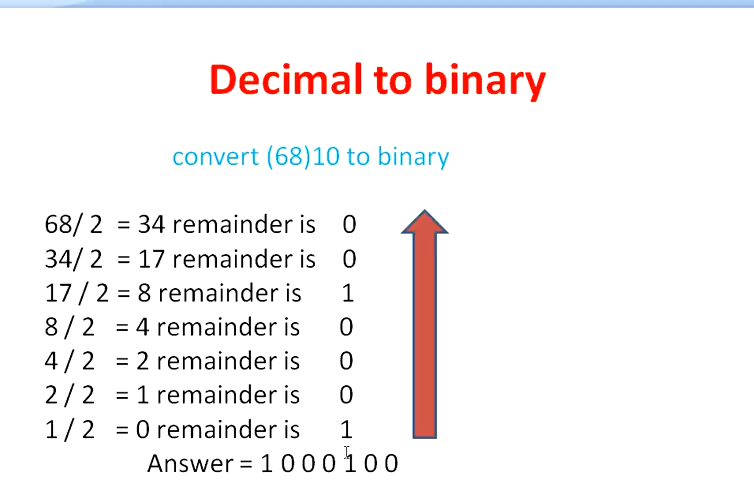 Decimal to binary
convert (68)10 to binary
68/ 2 = 34 remainder is 0
34/ 2 = 17 remainder is 0
17 / 2 = 8 remainder is 1
8 / 2 = 4 remainder is 0
4 / 2 = 2 remainder is 0
2 / 2 = 1 remainder is 0
1 / 2 = 0 remainder is 1
Answer = 1 0 0 0 1 0 0